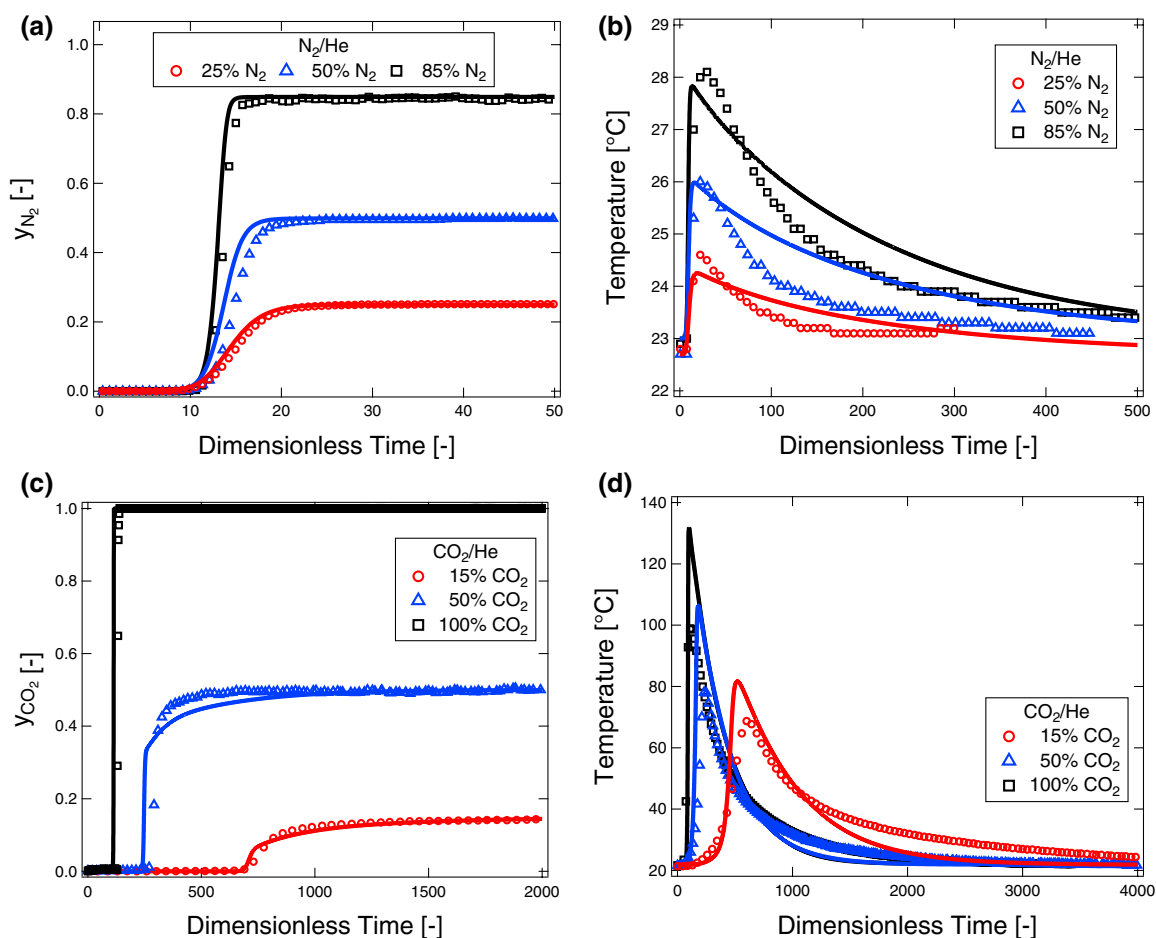 (a)
N₂/He
25% N₂ 50% N₂ 85% N₂
1.0
0.8
0.6
0.4
0.2
0.0
y_N₂ [-]
0 10 20 30 40 50
Dimensionless Time [-]
(b)
N₂/He
25% N₂
50% N₂
85% N₂
29
28
27
26
25
24
23
22
Temperature [°C]
0 100 200 300 400 500
Dimensionless Time [-]
(c)
CO₂/He
15% CO₂
50% CO₂
100% CO₂
1.0
0.8
0.6
0.4
0.2
0.0
y_CO₂ [-]
0 500 1000 1500 2000
Dimensionless Time [-]
(d)
CO₂/He
15% CO₂
50% CO₂
100% CO₂
140
120
100
80
60
40
20
Temperature [°C]
0 1000 2000 3000 4000
Dimensionless Time [-]